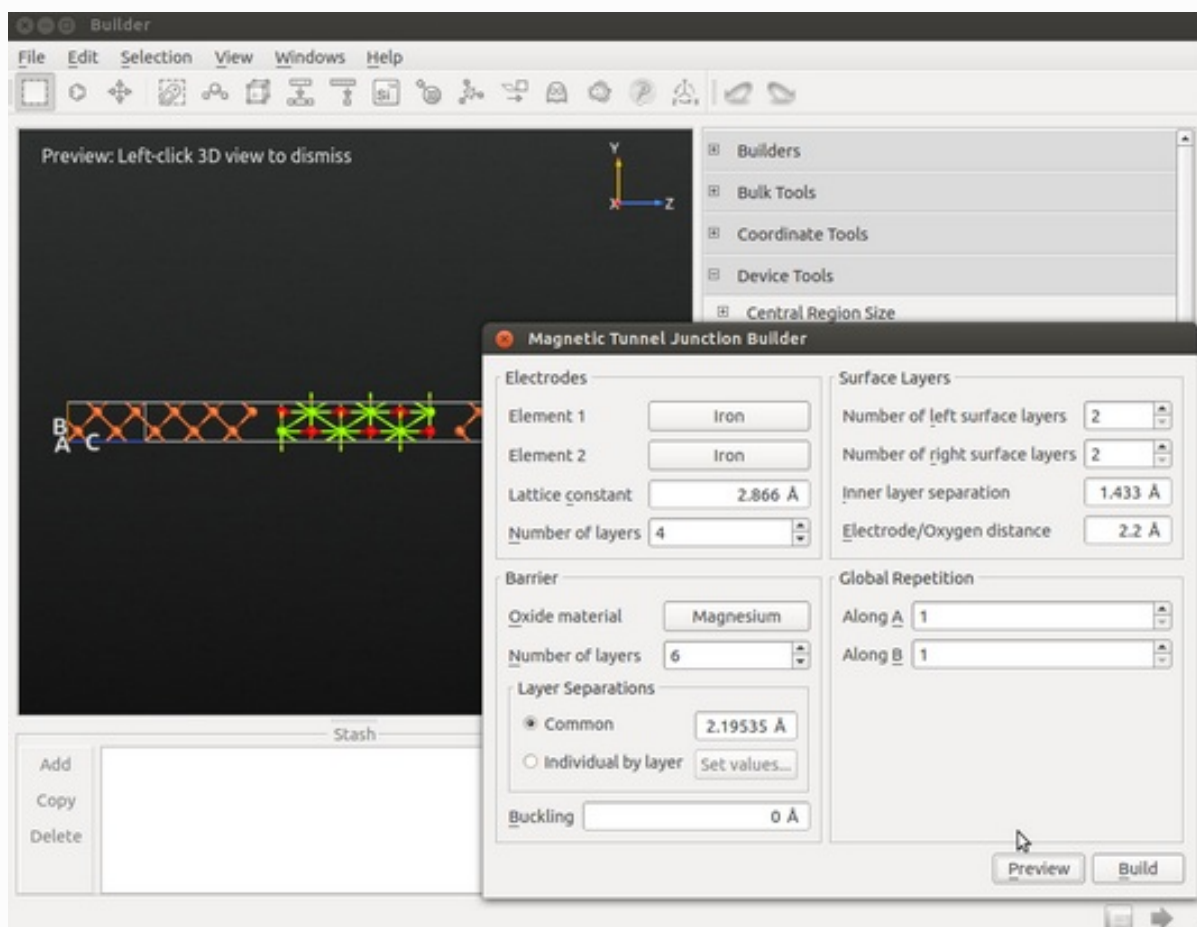 Builder
File Edit Selection View Windows Help
Si
Preview: Left-click 3D view to dismiss
Y
X Z
B
A C
Builders
Bulk Tools
Coordinate Tools
Device Tools
Central Region Size
Magnetic Tunnel Junction Builder
Electrodes
Element 1 Iron
Element 2 Iron
Lattice constant 2.866 Å
Number of layers 4
Barrier
Oxide material Magnesium
Number of layers 6
Layer Separations
Common 2.19535 Å
Individual by layer Set values...
Buckling 0 Å
Surface Layers
Number of left surface layers 2
Number of right surface layers 2
Inner layer separation 1.433 Å
Electrode/Oxygen distance 2.2 Å
Global Repetition
Along A 1
Along B 1
Preview Build
Stash
Add
Copy
Delete